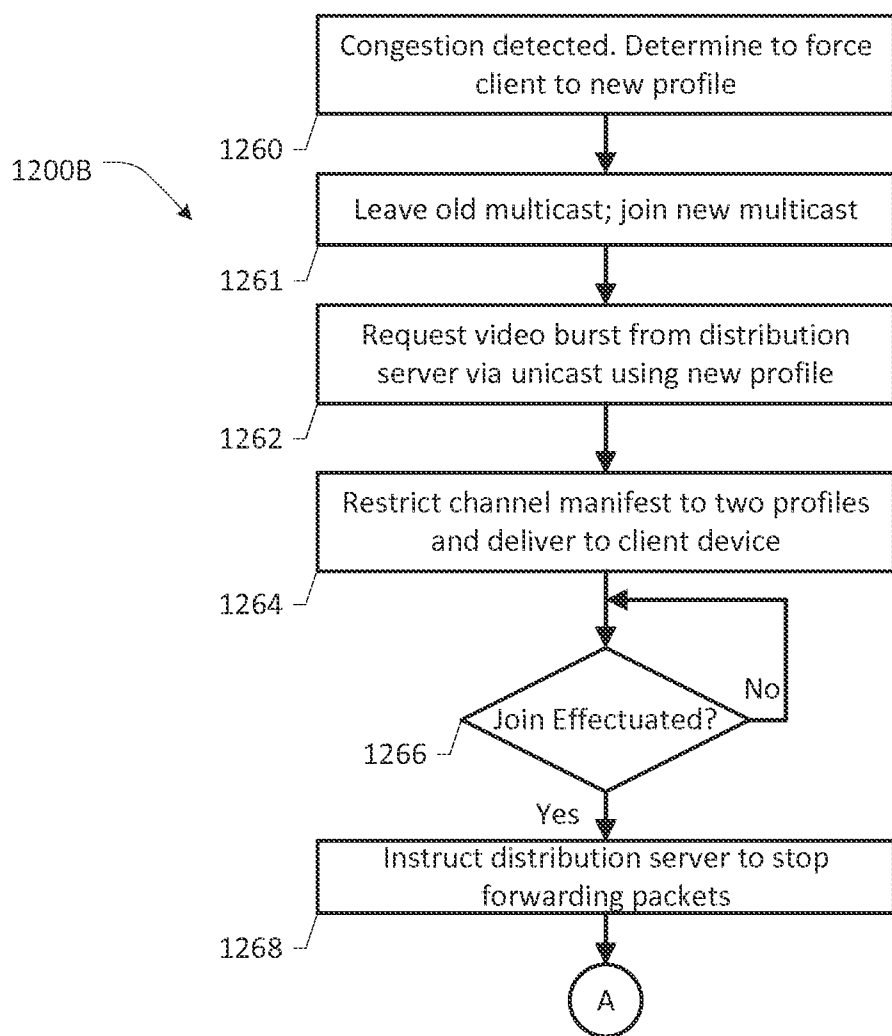 Congestion detected. Determine to force
client to new profile
1260
1200B
Leave old multicast; join new multicast
1261
Request video burst from distribution
server via unicast using new profile
1262
Restrict channel manifest to two profiles
and deliver to client device
1264
No
Join Effectuated?
1266
Yes
Instruct distribution server to stop
forwarding packets
1268
A